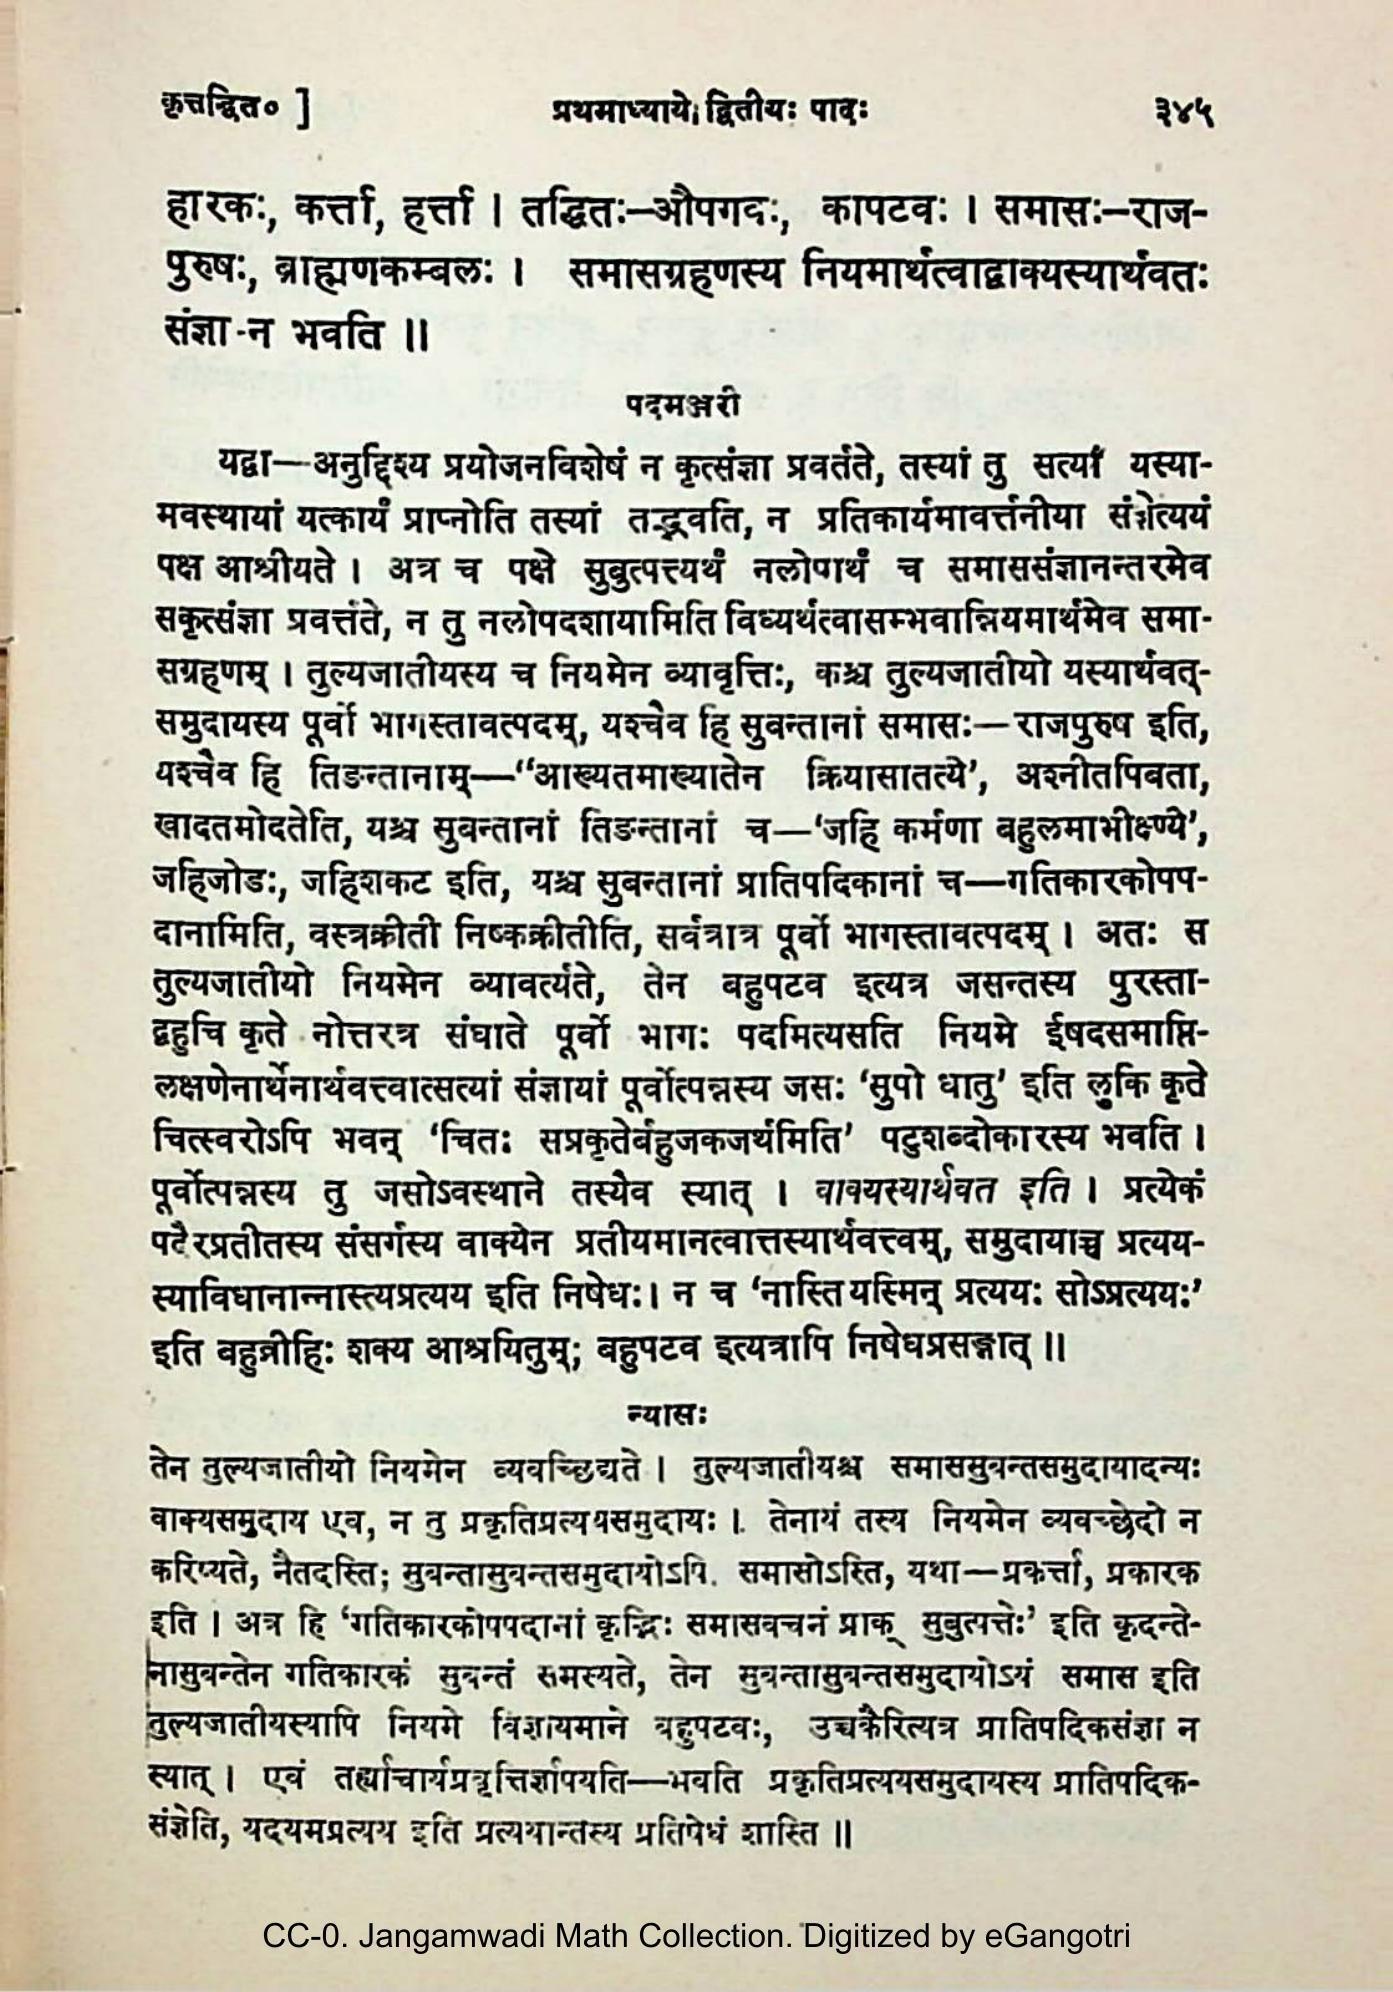 कृत्तद्धित० ]
प्रथमाध्याये द्वितीयः पादः
३४५
हारकः, कर्त्ता, हर्त्ता । तद्धितः—औपगवः, कापटवः । समासः—राज-
पुरुषः, ब्राह्मणकम्बलः । समासग्रहणस्य नियमार्थत्वाद्वाक्यस्यार्थवतः
संज्ञा न भवति ॥
पदमञ्जरी
यद्वा—अनुद्दिश्य प्रयोजनविशेषं न कृत्संज्ञा प्रवर्तते, तस्यां तु सत्यां यस्या-
मवस्थायां यत्कार्यं प्राप्नोति तस्यां तद्भवति, न प्रतिकार्यमावर्त्तनीया संज्ञेत्ययं
पक्ष आश्रीयते । अत्र च पक्षे सुबुत्पत्त्यर्थं नलोपार्थं च समाससंज्ञानन्तरमेव
सकृत्संज्ञा प्रवर्त्तते, न तु नलोपदशायामिति विध्यर्थत्वासम्भवान्नियमार्थमेव समा-
सग्रहणम् । तुल्यजातीयस्य च नियमेन व्यावृत्तिः, कश्च तुल्यजातीयो यस्यार्थवत्-
समुदायस्य पूर्वो भागस्तावत्पदम्, यश्चैव हि सुबन्तानां समासः—राजपुरुष इति,
यश्चैव हि तिङन्तानाम्—“आख्यतमाख्यातेन क्रियासातत्ये’, अश्नीतपिबता,
खादतमोदतेति, यश्च सुबन्तानां तिङन्तानां च—‘जहि कर्मणा बहुलमाभीक्ष्ण्ये’,
जहिजोडः, जहिशकट इति, यश्च सुबन्तानां प्रातिपदिकानां च—गतिकारकोपप-
दानामिति, वस्त्रक्रीती निष्कक्रीतीति, सर्वत्रात्र पूर्वो भागस्तावत्पदम् । अतः स
तुल्यजातीयो नियमेन व्यावर्त्यते, तेन बहुपटव इत्यत्र जसन्तस्य पुरस्ता-
द्बहुचि कृते नोत्तरत्र संघाते पूर्वो भागः पदमित्यसति नियमे ईषदसमाप्ति-
लक्षणेनार्थेनार्थवत्त्वात्सत्यां संज्ञायां पूर्वोत्पन्नस्य जसः ‘सुपो धातु’ इति लुकि कृते
चित्स्वरोऽपि भवन् ‘चितः सप्रकृतेर्बहुजकजर्थमिति’ पटुशब्दोकारस्य भवति ।
पूर्वोत्पन्नस्य तु जसोऽवस्थाने तस्यैव स्यात् । वाक्यस्यार्थवत इति । प्रत्येकं
पदैरप्रतीतस्य संसर्गस्य वाक्येन प्रतीयमानत्वात्तस्यार्थवत्त्वम्, समुदायाच्च प्रत्यय-
स्याविधानान्नास्त्यप्रत्यय इति निषेधः। न च ‘नास्ति यस्मिन् प्रत्ययः सोऽप्रत्ययः’
इति बहुव्रीहिः शक्य आश्रयितुम्; बहुपटव इत्यत्रापि निषेधप्रसङ्गात् ॥
न्यासः
तेन तुल्यजातीयो नियमेन व्यवच्छिद्यते । तुल्यजातीयश्च समाससुबन्तसमुदायादन्यः
वाक्यसमुदाय एव, न तु प्रकृतिप्रत्ययसमुदायः । तेनायं तस्य नियमेन व्यवच्छेदो न
करिष्यते, नैतदस्ति; सुबन्तासुबन्तसमुदायोऽपि समासोऽस्ति, यथा—प्रकर्त्ता, प्रकारक
इति । अत्र हि ‘गतिकारकोपपदानां कृद्भिः समासवचनं प्राक् सुबुत्पत्तेः’ इति कृदन्ते-
नासुबन्तेन गतिकारकं सुबन्तं समस्यते, तेन सुबन्तासुबन्तसमुदायोऽयं समास इति
तुल्यजातीयस्यापि नियमे विज्ञायमाने बहुपटवः, उच्चकैरित्यत्र प्रातिपदिकसंज्ञा न
स्यात् । एवं तर्ह्याचार्यप्रवृत्तिर्ज्ञापयति—भवति प्रकृतिप्रत्ययसमुदायस्य प्रातिपदिक-
संज्ञेति, यदयमप्रत्यय इति प्रत्ययान्तस्य प्रतिषेधं शास्ति ॥
CC-0. Jangamwadi Math Collection. Digitized by eGangotri